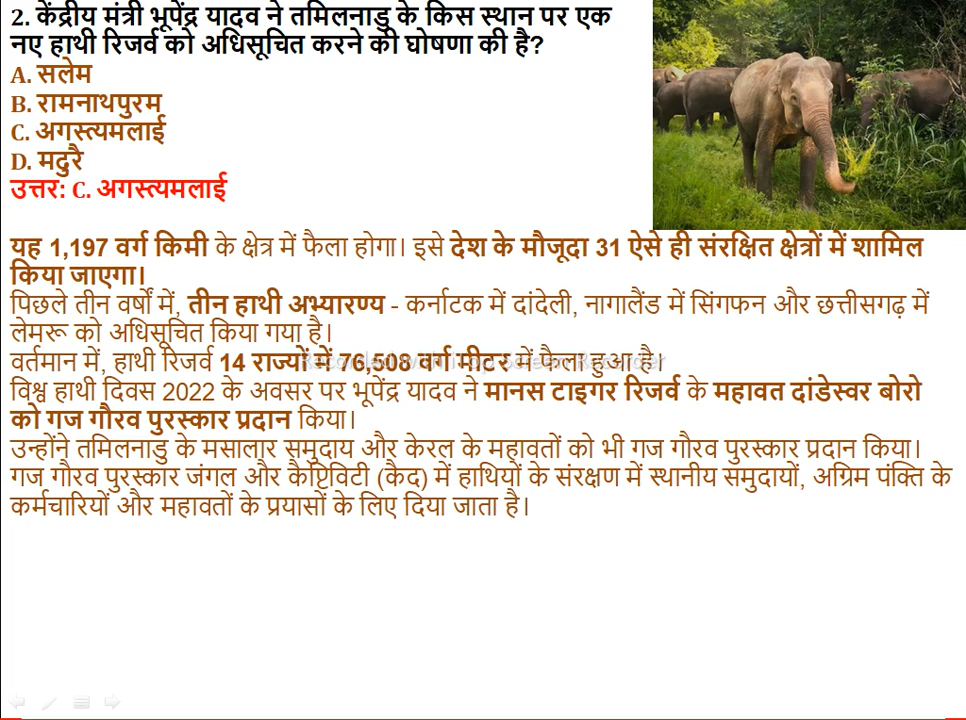 2. केंद्रीय मंत्री भूपेंद्र यादव ने तमिलनाडु के किस स्थान पर एक
नए हाथी रिजर्व को अधिसूचित करने की घोषणा की है?
A. सलेम
B. रामनाथपुरम
C. अगस्त्यमलाई
D. मदुरै
उत्तर: C. अगस्त्यमलाई
यह 1,197 वर्ग किमी के क्षेत्र में फैला होगा। इसे देश के मौजूदा 31 ऐसे ही संरक्षित क्षेत्रों में शामिल
किया जाएगा।
पिछले तीन वर्षों में, तीन हाथी अभ्यारण्य - कर्नाटक में दांदेली, नागालैंड में सिंगफन और छत्तीसगढ़ में
लेमरू को अधिसूचित किया गया है।
वर्तमान में, हाथी रिजर्व 14 राज्यों में 76,508 वर्ग मीटर में फैला हुआ है।
विश्व हाथी दिवस 2022 के अवसर पर भूपेंद्र यादव ने मानस टाइगर रिजर्व के महावत दांडेस्वर बोरो
को गज गौरव पुरस्कार प्रदान किया।
उन्होंने तमिलनाडु के मसालार समुदाय और केरल के महावतों को भी गज गौरव पुरस्कार प्रदान किया।
गज गौरव पुरस्कार जंगल और कैप्टिविटी (कैद) में हाथियों के संरक्षण में स्थानीय समुदायों, अग्रिम पंक्ति के
कर्मचारियों और महावतों के प्रयासों के लिए दिया जाता है।